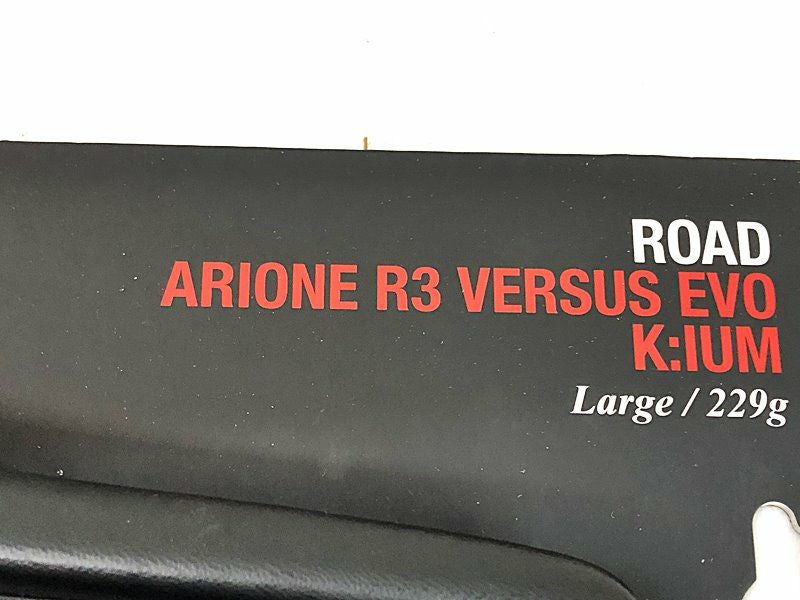 ROAD
ARIONE R3 VERSUS EVO
K:IUM
Large / 229g